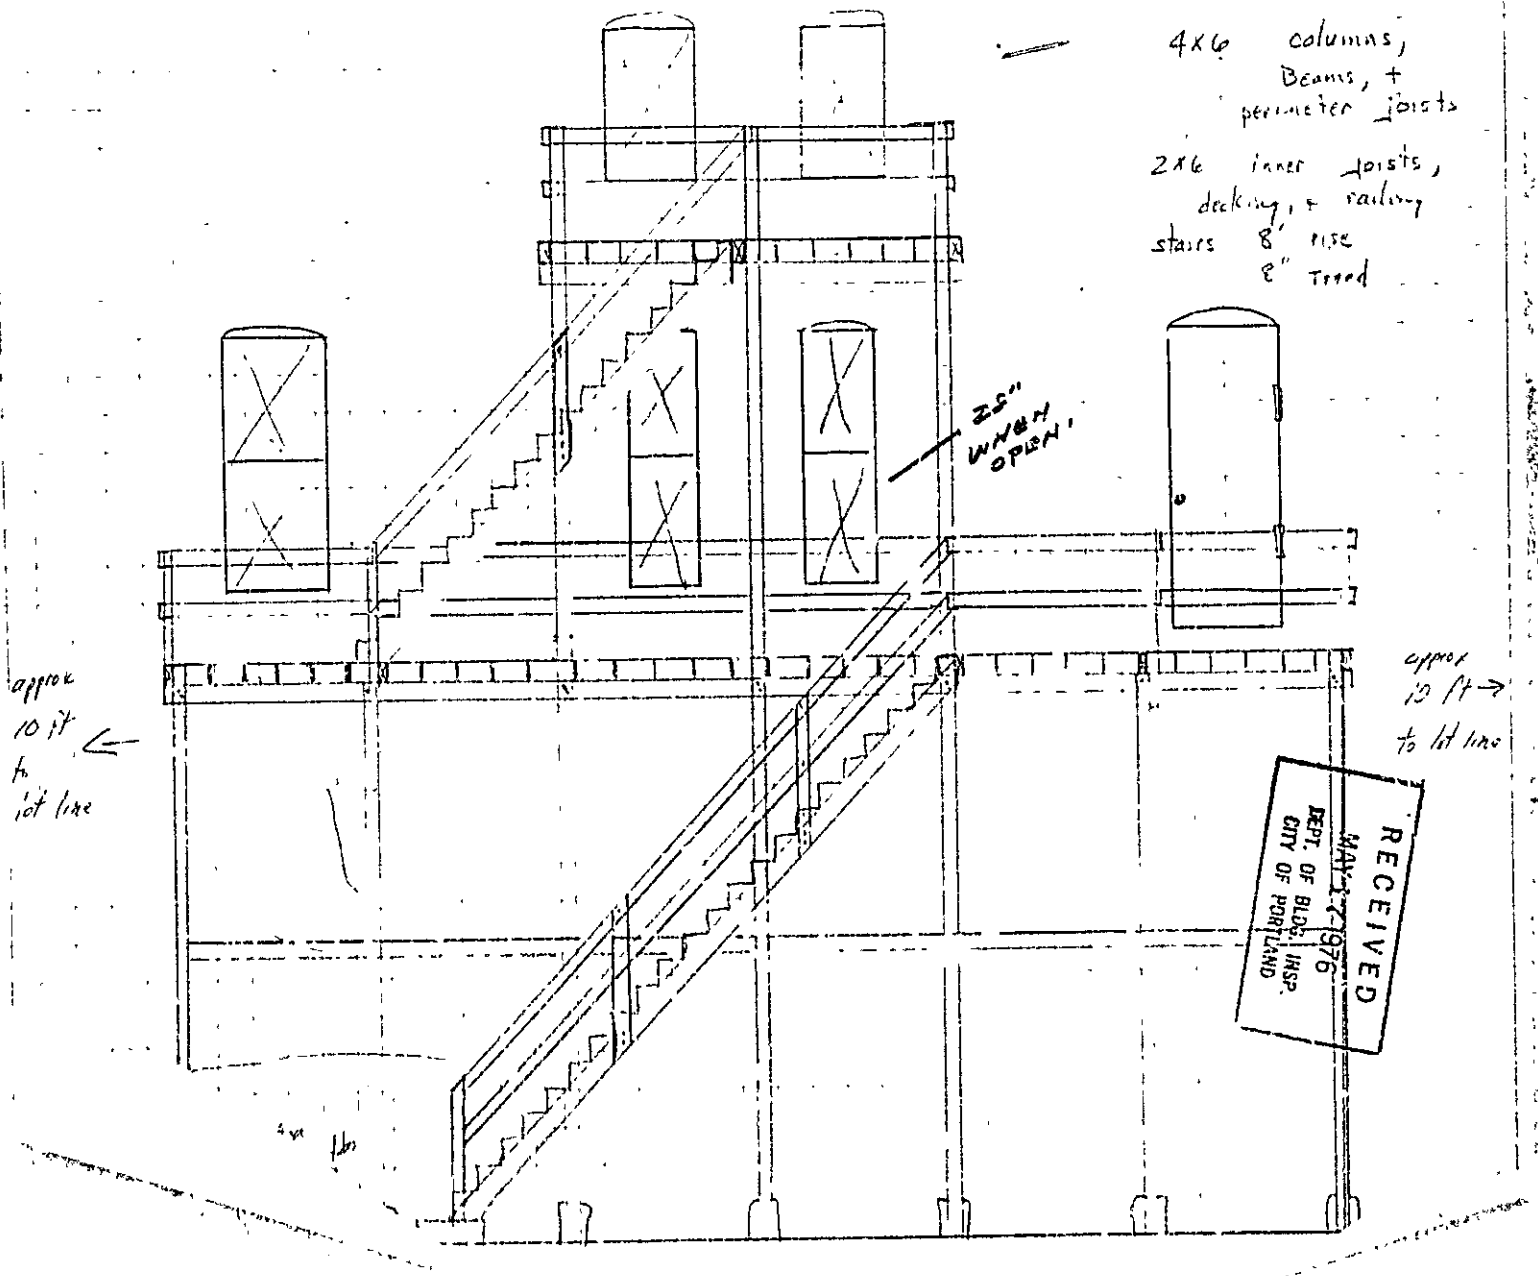 4x6 columns,
Beams, +
perimeter joists
2x6 inner joists,
decking, + railing
stairs 8" rise
8" Tread
25"
WHEN
OPEN.
approx
10 ft
to
lot line
approx
10 ft
to lot line
RECEIVED
MAY 1976
DEPT. OF BLDG. INSP.
CITY OF PORTLAND